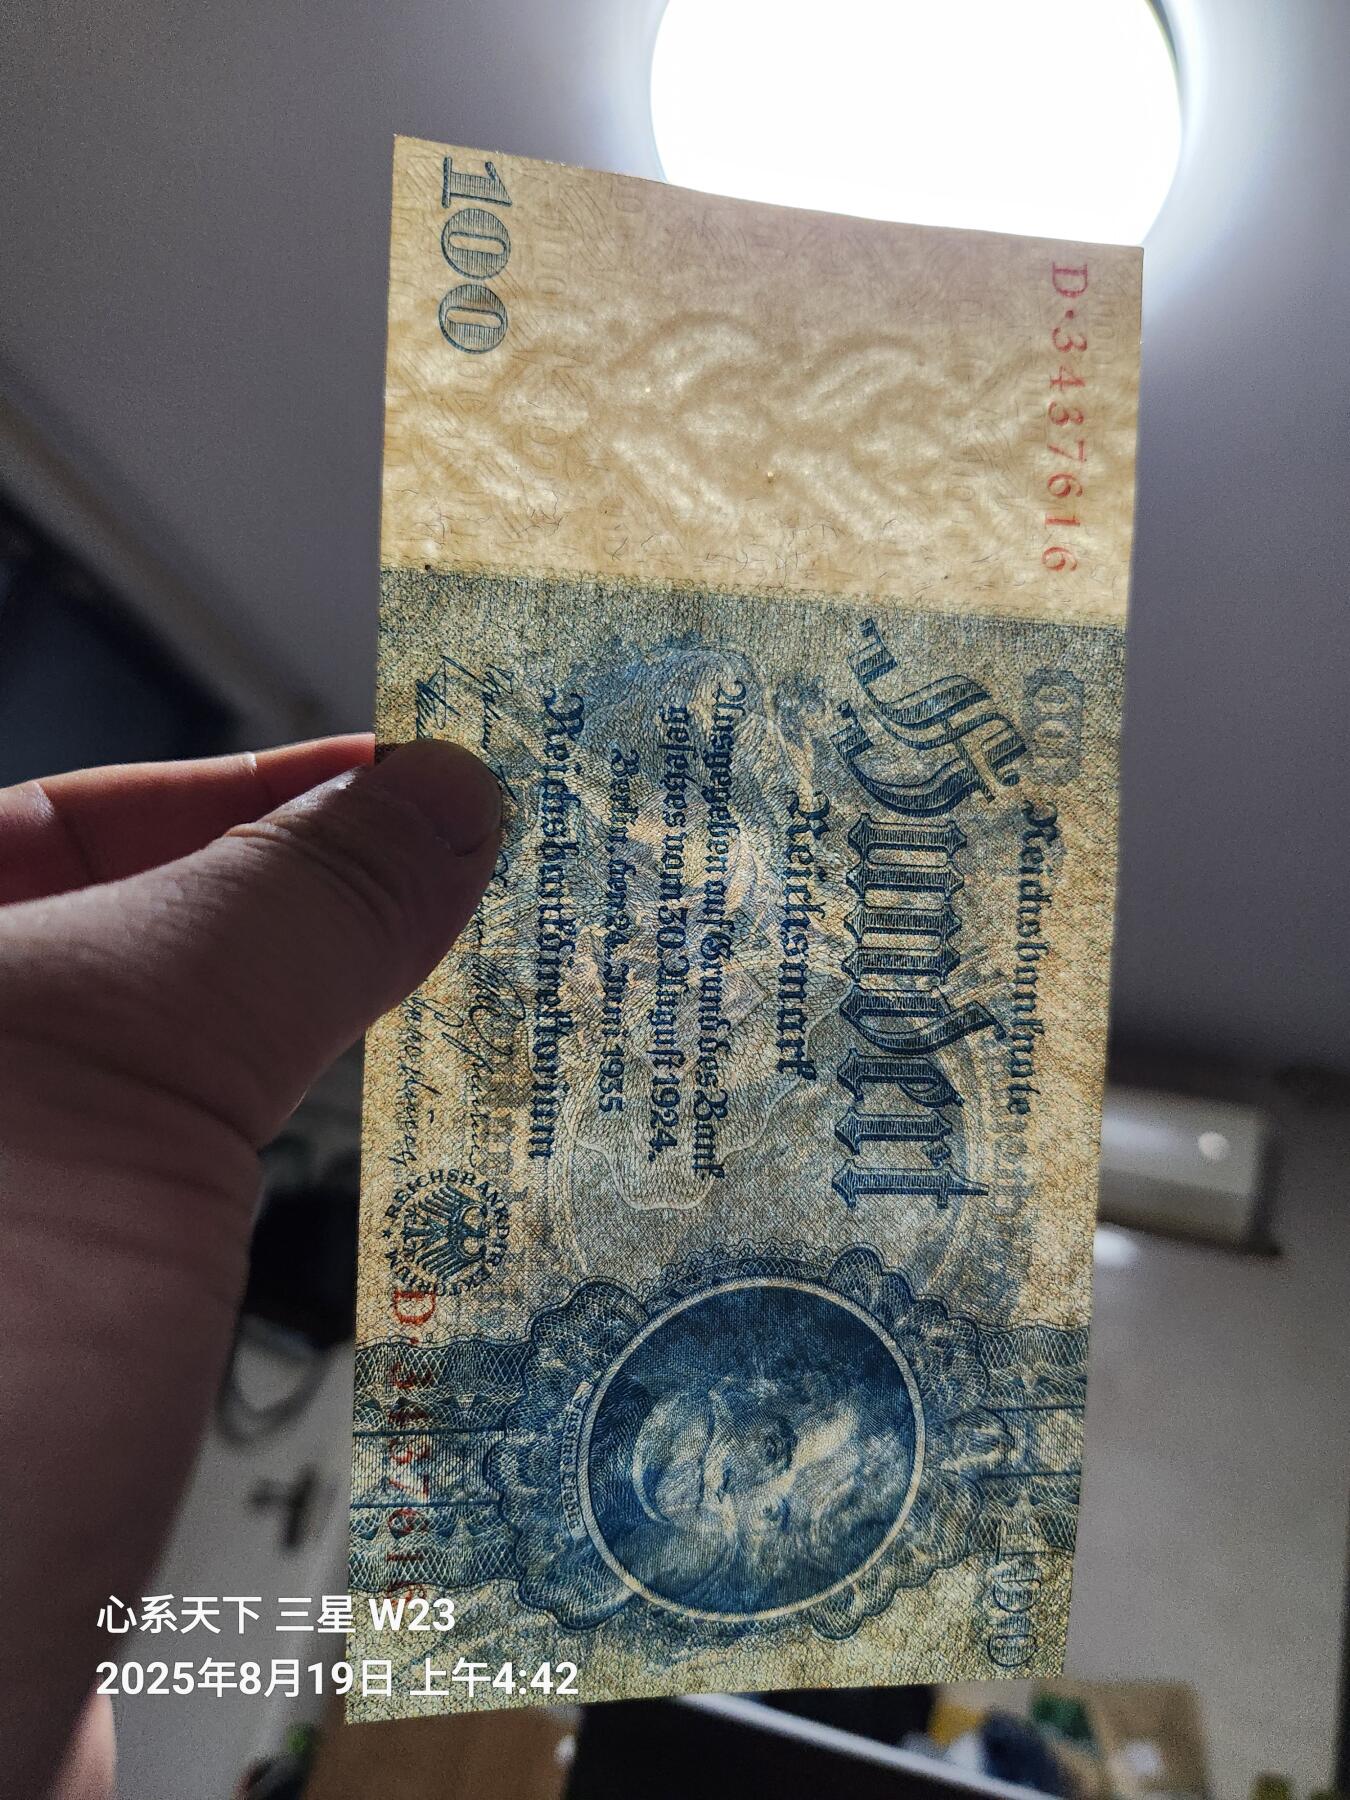 100
D·3437616
Reichsbanknote
Hundert
Reichsmark
Ausgegeben auf Grund des Bank
gesetzes vom 30. August 1924.
Berlin, den 24. Juni 1935
Reichsbankdirektorium
D·3437616
100
心系天下 三星 W23
2025年8月19日 上午4:42